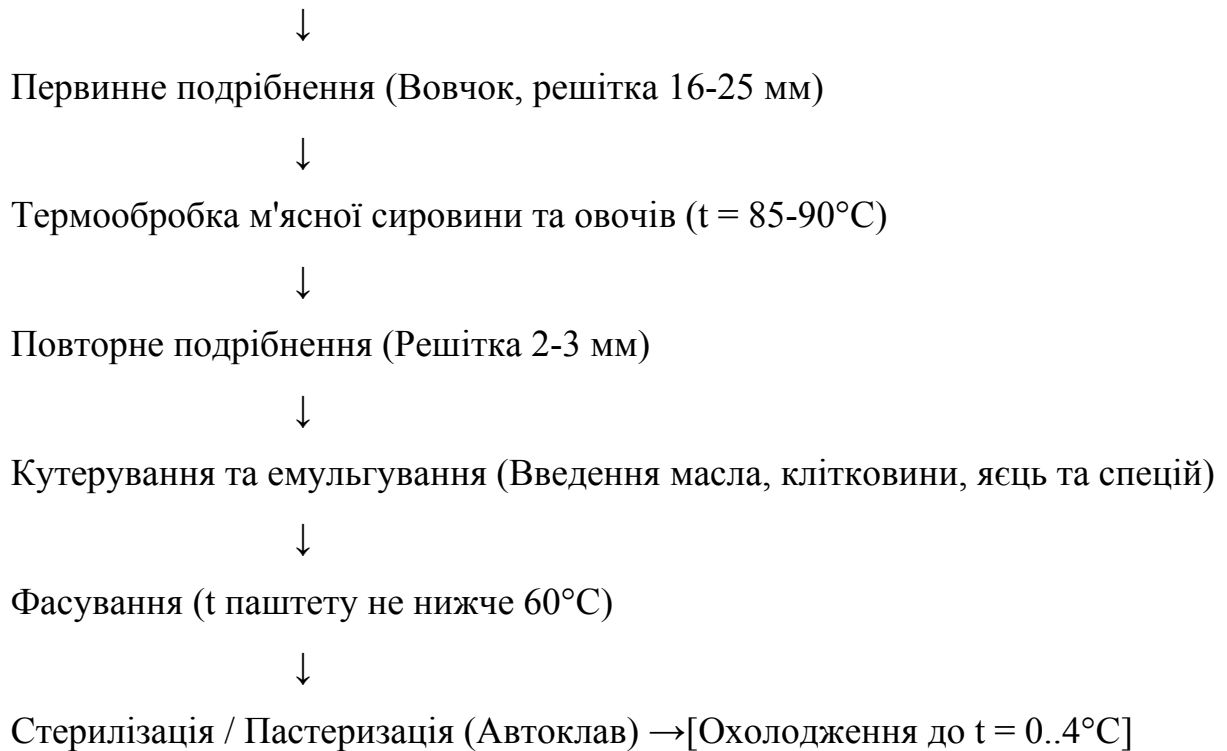 ↓
Первинне подрібнення (Вовчок, решітка 16-25 мм)
↓
Термообробка м'ясної сировини та овочів (t = 85-90°C)
↓
Повторне подрібнення (Решітка 2-3 мм)
↓
Кутерування та емульгування (Введення масла, клітковини, яєць та спецій)
↓
Фасування (t паштету не нижче 60°C)
↓
Стерилізація / Пастеризація (Автоклав) →[Охолодження до t = 0..4°C]